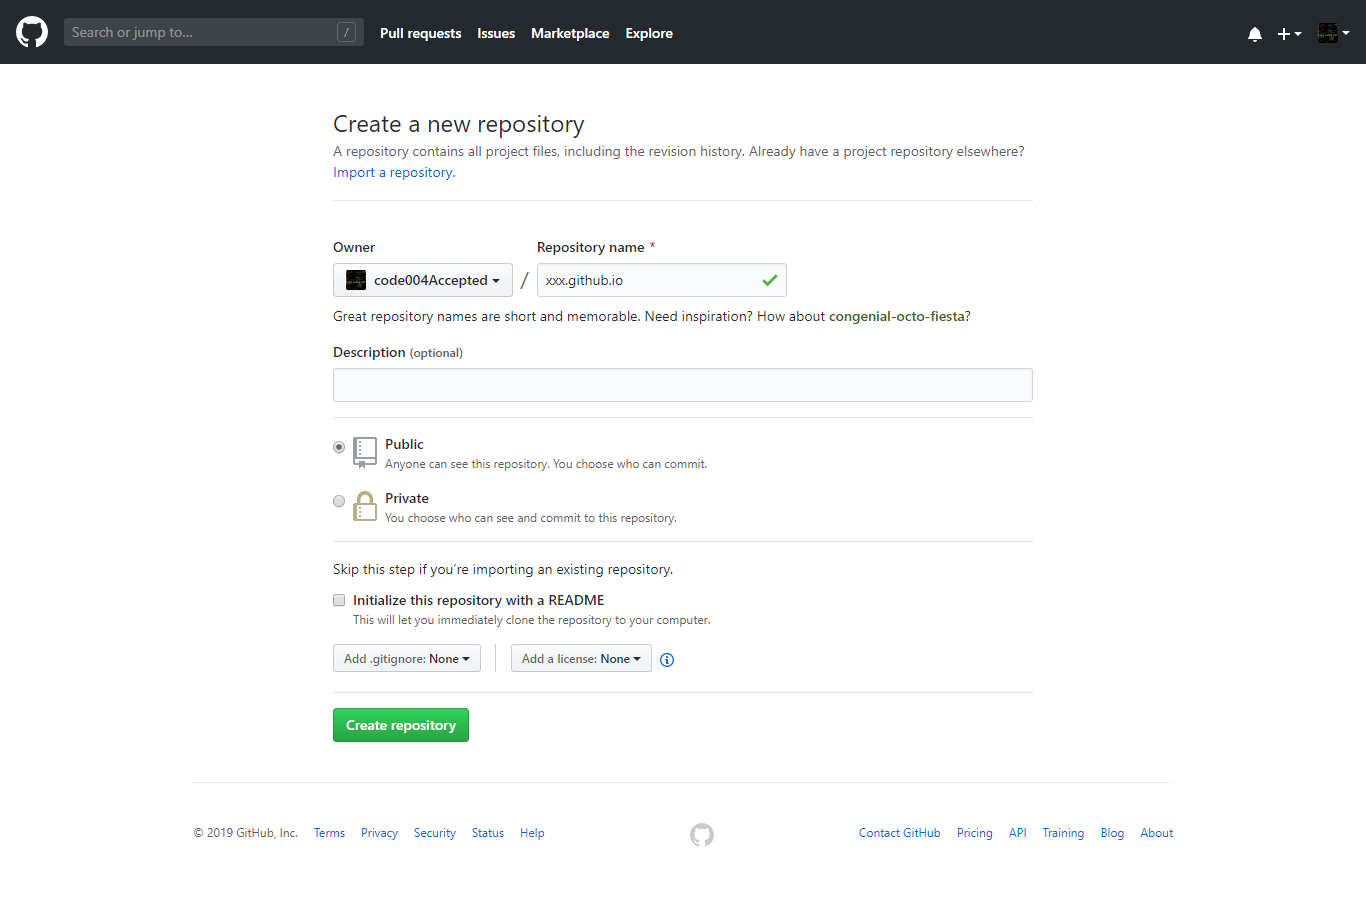 Search or jump to...
/
Pull requests
Issues
Marketplace
Explore
Create a new repository
A repository contains all project files, including the revision history. Already have a project repository elsewhere?
Import a repository.
Owner
Repository name *
code004Accepted
/
xxx.github.io
Great repository names are short and memorable. Need inspiration? How about congenial-octo-fiesta?
Description (optional)
Public
Anyone can see this repository. You choose who can commit.
Private
You choose who can see and commit to this repository.
Skip this step if you’re importing an existing repository.
Initialize this repository with a README
This will let you immediately clone the repository to your computer.
Add .gitignore: None
Add a license: None
Create repository
© 2019 GitHub, Inc.
Terms
Privacy
Security
Status
Help
Contact GitHub
Pricing
API
Training
Blog
About